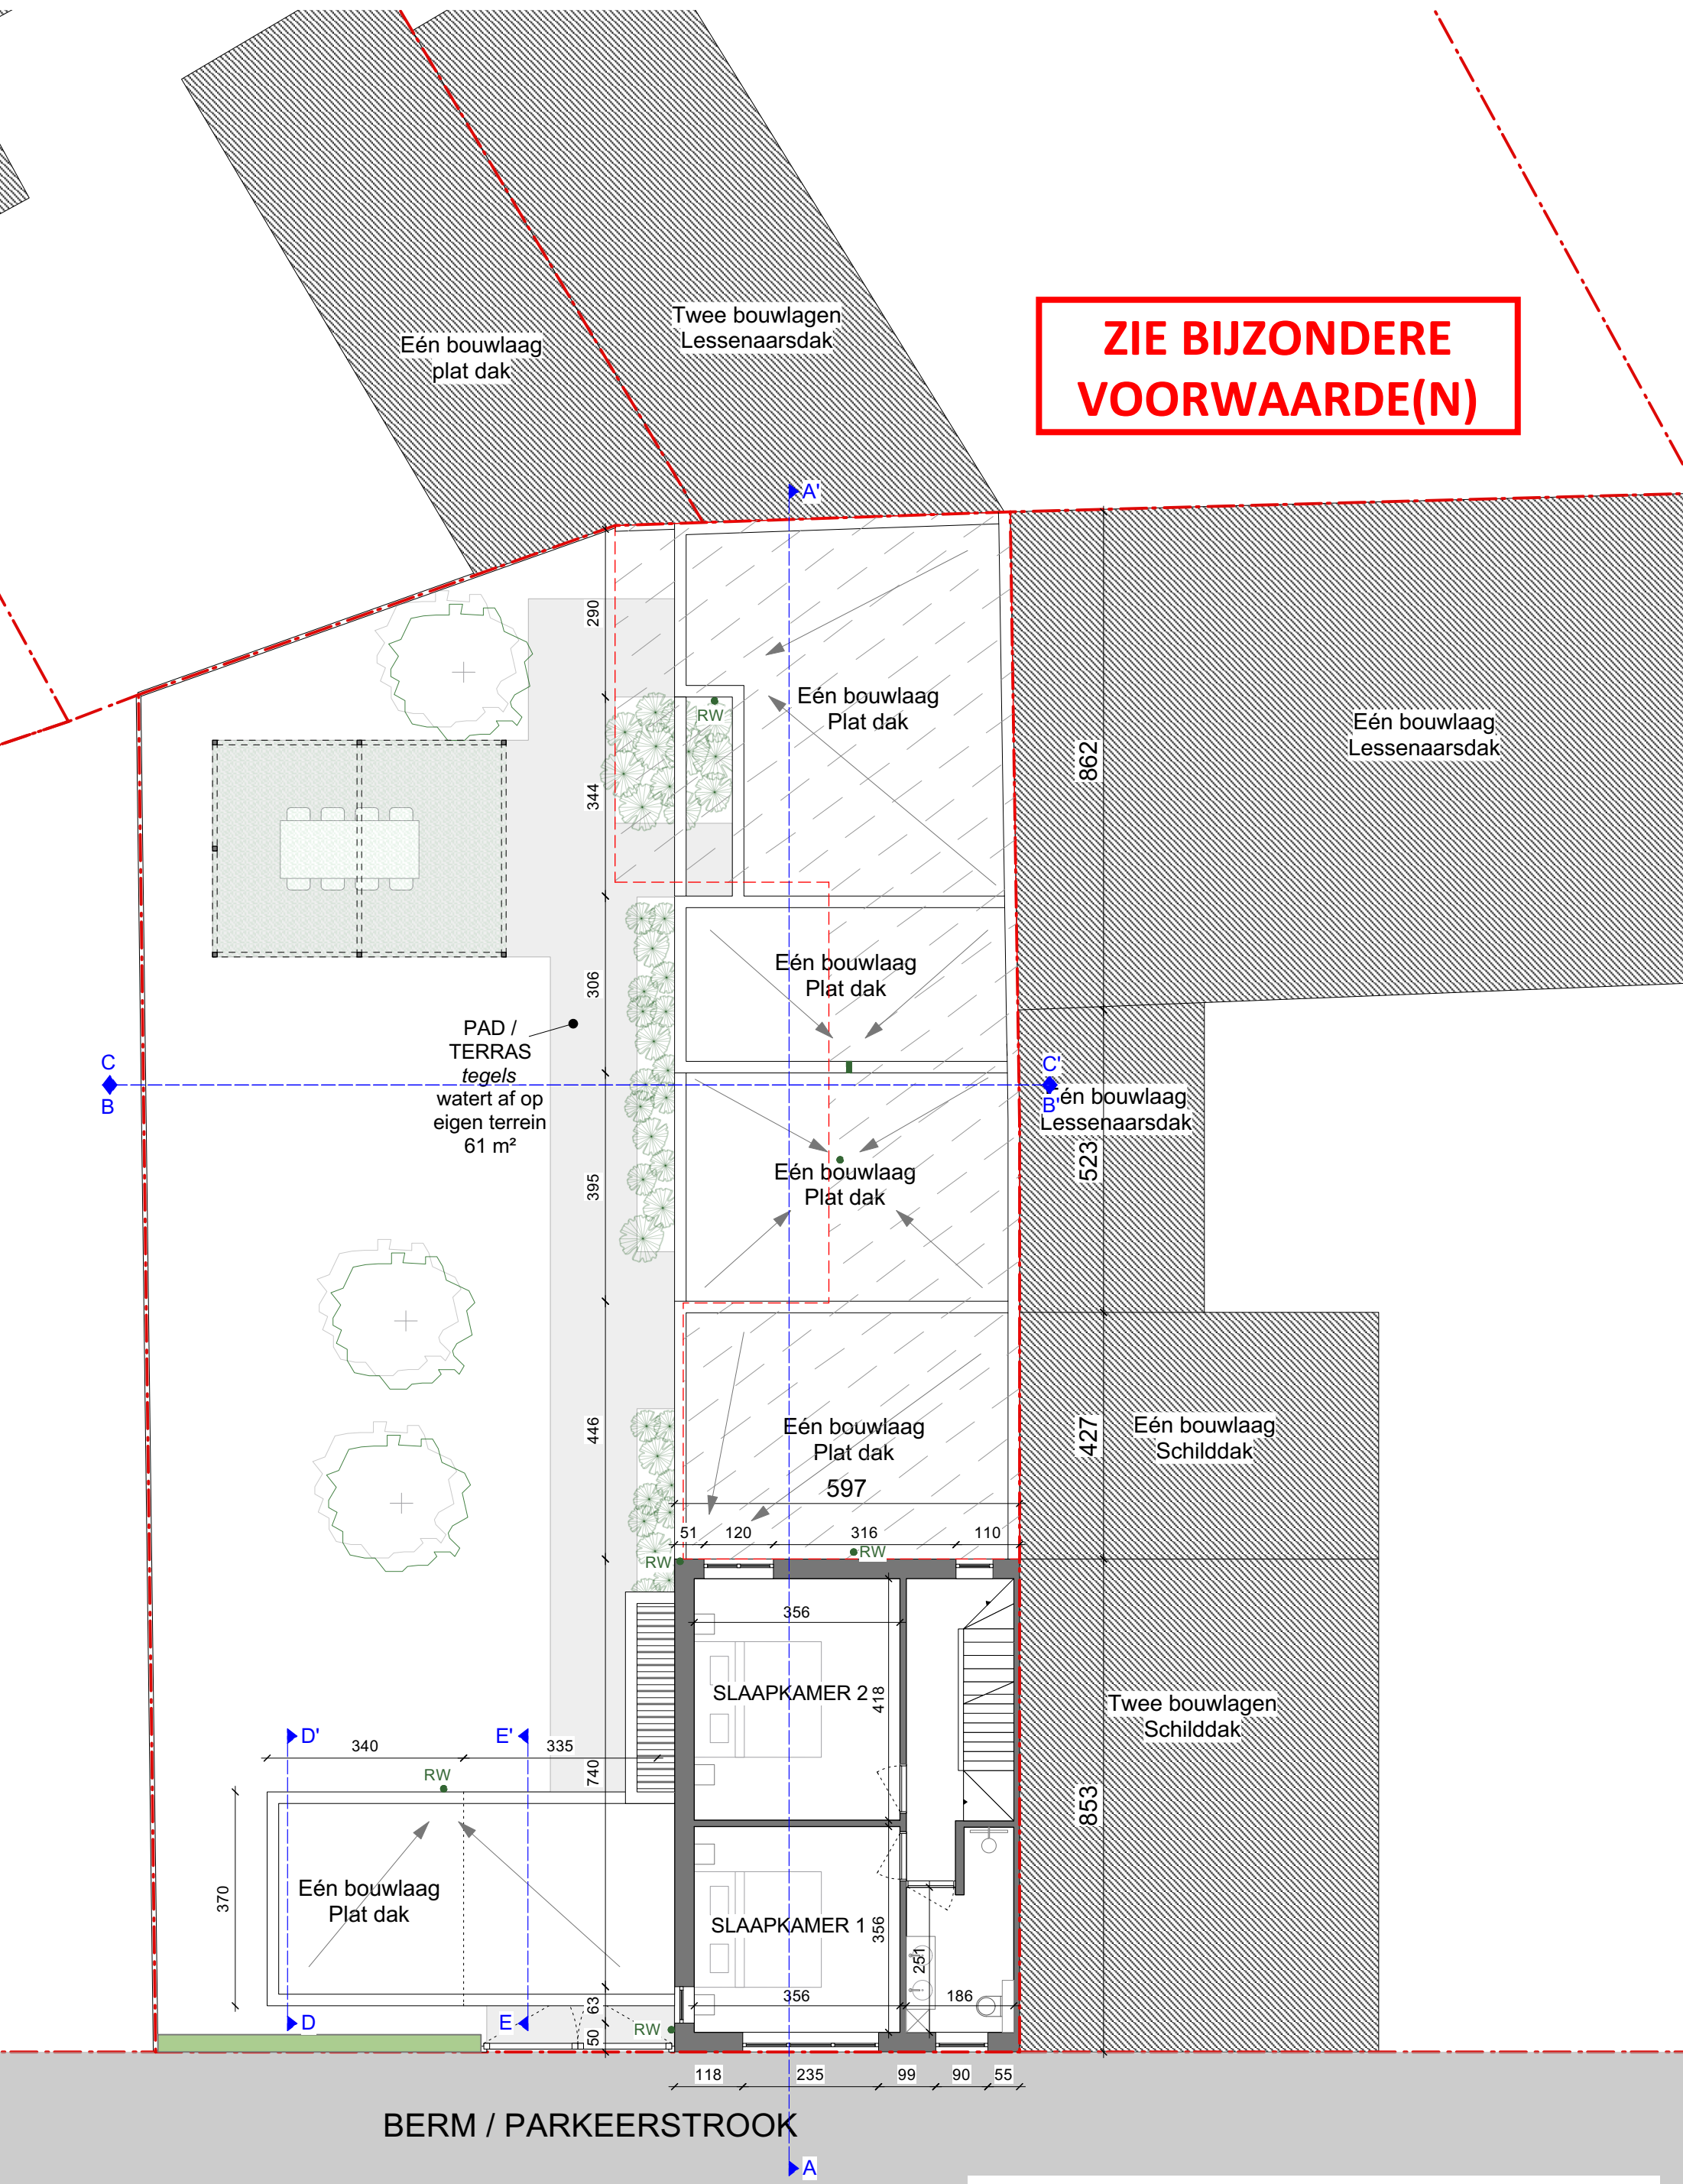 Twee bouwlagen
Lessenaarsdak
Eén bouwlaag
plat dak
ZIE BIJZONDERE
VOORWAARDE(N)
A'
290
Eén bouwlaag
Plat dak
RW
Eén bouwlaag
Lessenaarsdak
862
344
Eén bouwlaag
Plat dak
306
PAD /
TERRAS
tegels
watert af op
eigen terrein
61 m²
C
B
C'
B'
én bouwlaag
Lessenaarsdak
523
Eén bouwlaag
Plat dak
395
446
Eén bouwlaag
Plat dak
427
Eén bouwlaag
Schilddak
597
51
120
316
110
RW
RW
356
SLAAPKAMER 2
418
Twee bouwlagen
Schilddak
D'
E'
340
335
740
RW
853
370
Eén bouwlaag
Plat dak
SLAAPKAMER 1
356
251
356
186
63
D
E
RW
50
118
235
99
90
55
BERM / PARKEERSTROOK
A